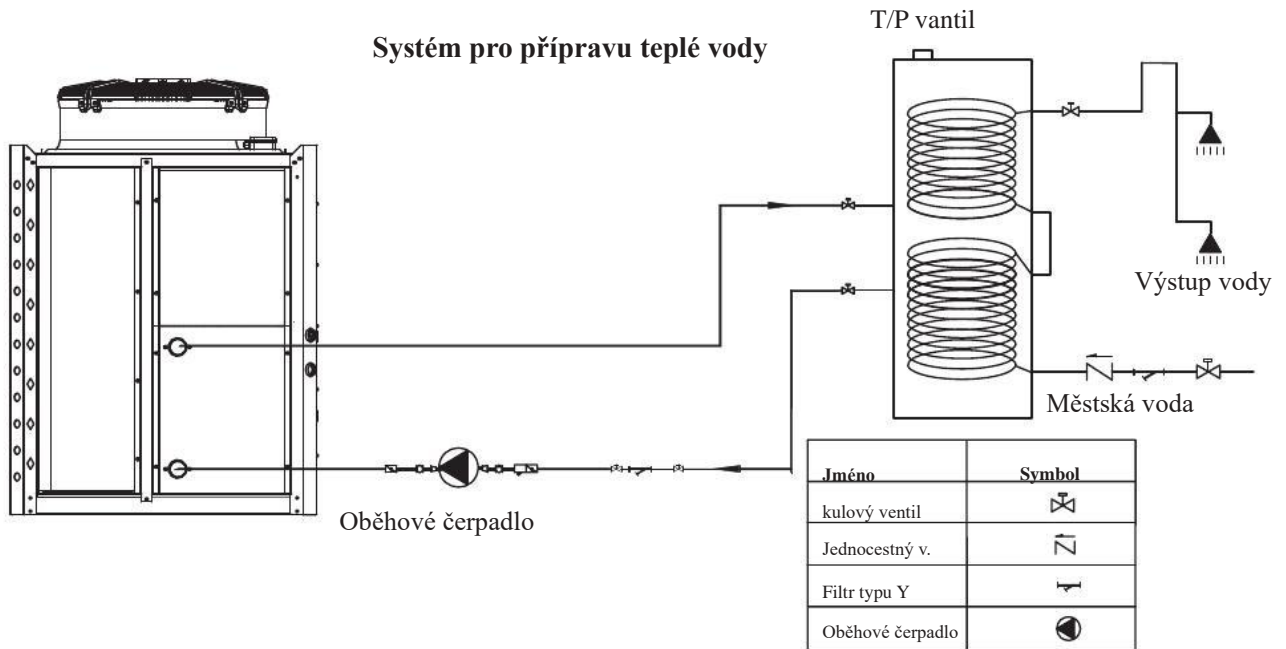 T/P vantil
Systém pro přípravu teplé vody
Výstup vody
Městská voda
Oběhové čerpadlo
Jméno Symbol
kulový ventil
Jednocestný v.
Filtr typu Y
Oběhové čerpadlo